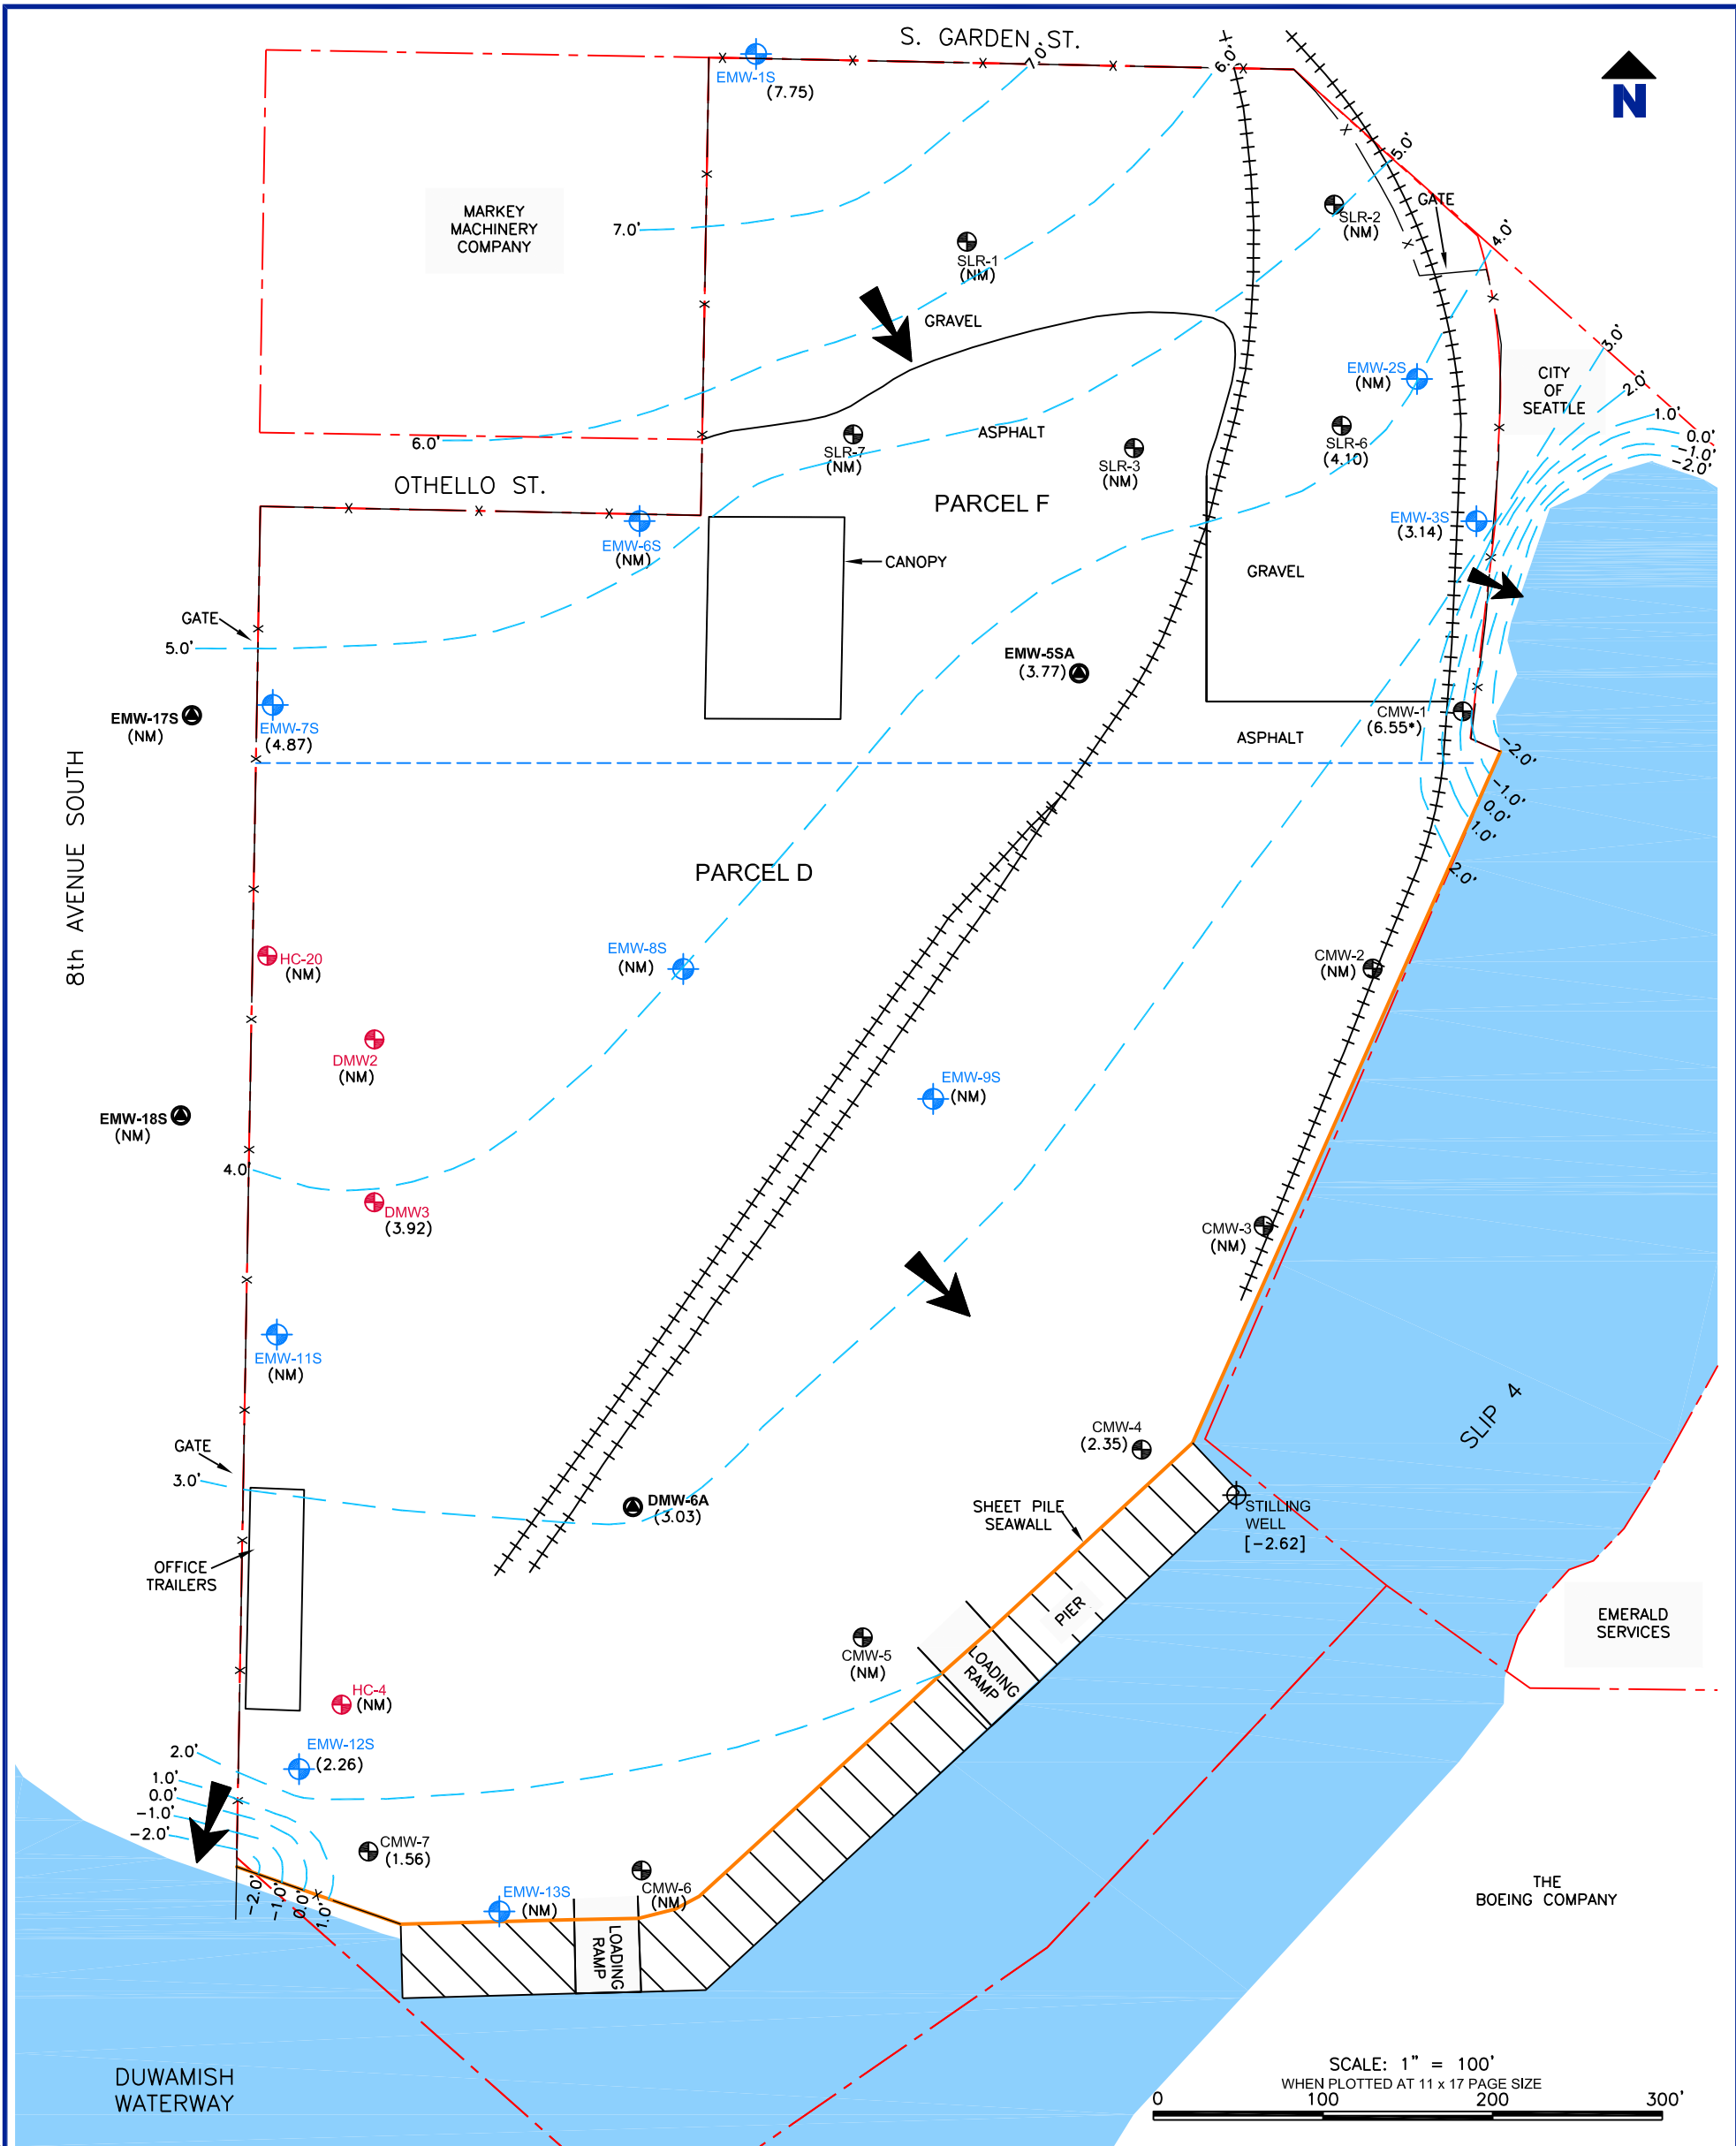 S. GARDEN ST.
N
EMW-1S
(7.75)
7.0'
6.0'
5.0'
4.0'
3.0'
2.0'
1.0'
0.0'
-1.0'
-2.0'
MARKEY
MACHINERY
COMPANY
7.0'
SLR-1
(NM)
SLR-2
(NM)
GATE
GRAVEL
EMW-2S
(NM)
CITY
OF
SEATTLE
6.0'
SLR-7
(NM)
ASPHALT
SLR-3
(NM)
SLR-6
(4.10)
OTHELLO ST.
PARCEL F
EMW-6S
(NM)
EMW-3S
(3.14)
CANOPY
GRAVEL
GATE
5.0'
EMW-5SA
(3.77)
EMW-17S
(NM)
EMW-7S
(4.87)
CMW-1
(6.55*)
ASPHALT
-2.0'
-1.0'
0.0'
1.0'
2.0'
8th AVENUE SOUTH
PARCEL D
HC-20
(NM)
EMW-8S
(NM)
CMW-2
(NM)
DMW2
(NM)
EMW-9S
(NM)
EMW-18S
(NM)
4.0'
DMW3
(3.92)
CMW-3
(NM)
EMW-11S
(NM)
SLIP 4
GATE
3.0'
CMW-4
(2.35)
DMW-6A
(3.03)
SHEET PILE
SEAWALL
STILLING
WELL
[-2.62]
OFFICE
TRAILERS
PIER
EMERALD
SERVICES
CMW-5
(NM)
LOADING
RAMP
HC-4
(NM)
EMW-12S
(2.26)
2.0'
1.0'
0.0'
-1.0'
-2.0'
CMW-7
(1.56)
CMW-6
(NM)
EMW-13S
(NM)
-2.0'
-1.0'
0.0'
1.0'
LOADING
RAMP
THE
BOEING COMPANY
DUWAMISH
WATERWAY
SCALE: 1" = 100'
WHEN PLOTTED AT 11 x 17 PAGE SIZE
0 100 200 300'